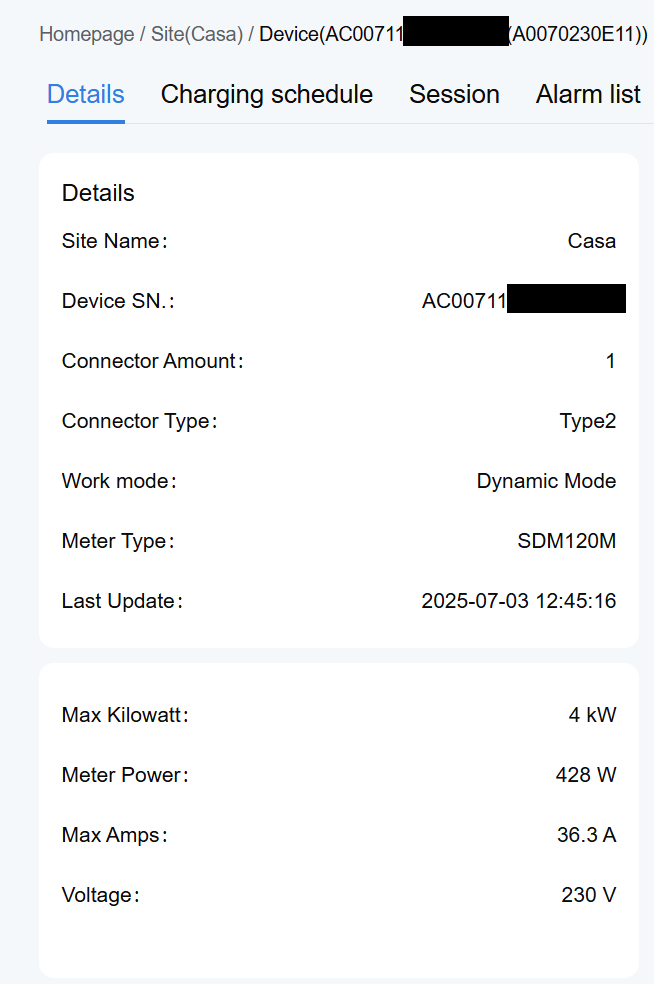 Homepage / Site(Casa) / Device(AC00711 (A0070230E11))
Details Charging schedule Session Alarm list
Details
Site Name: Casa
Device SN.: AC00711
Connector Amount: 1
Connector Type: Type2
Work mode: Dynamic Mode
Meter Type: SDM120M
Last Update: 2025-07-03 12:45:16
Max Kilowatt: 4 kW
Meter Power: 428 W
Max Amps: 36.3 A
Voltage: 230 V